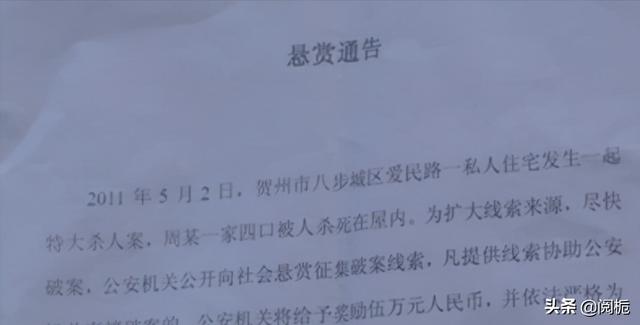 悬赏通告
2011年5月2日，贺州市八步城区爱民路一私人住宅发生一起
特大杀人案，周某一家四口被人杀死在屋内。为扩大线索来源，尽快
破案，公安机关公开向社会悬赏征集破案线索，凡提供线索协助公安
公安机关将给予奖励伍万元人民币，并依法严格为
头条 @阅栀